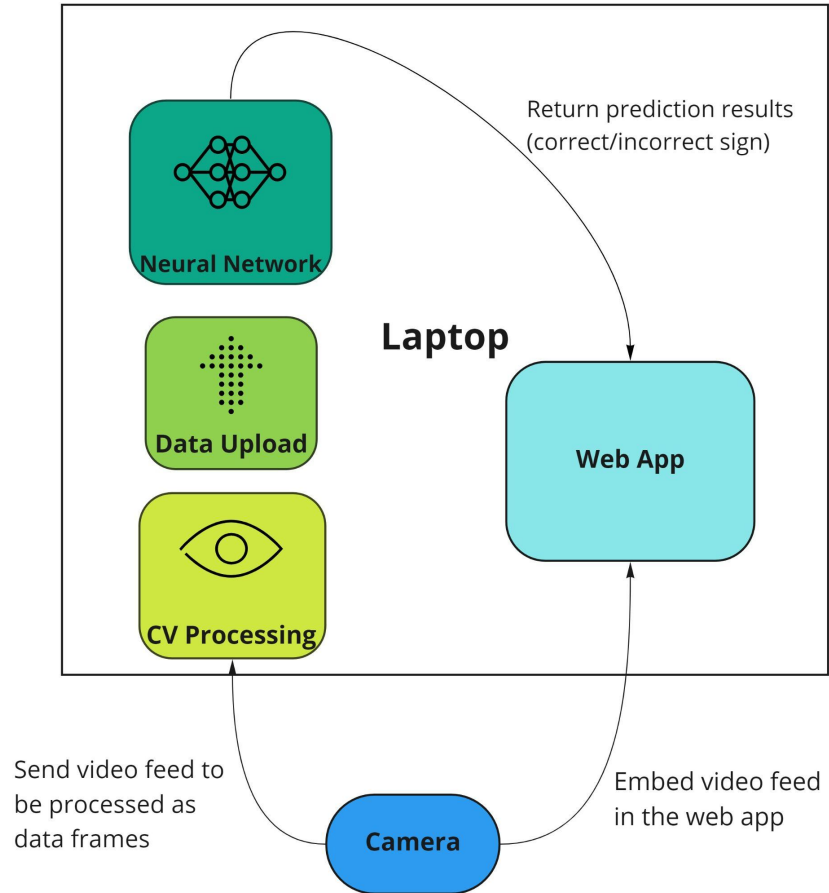 Return prediction results
(correct/incorrect sign)
Neural Network
Laptop
Data Upload
Web App
CV Processing
Send video feed to
be processed as
data frames
Embed video feed
in the web app
Camera